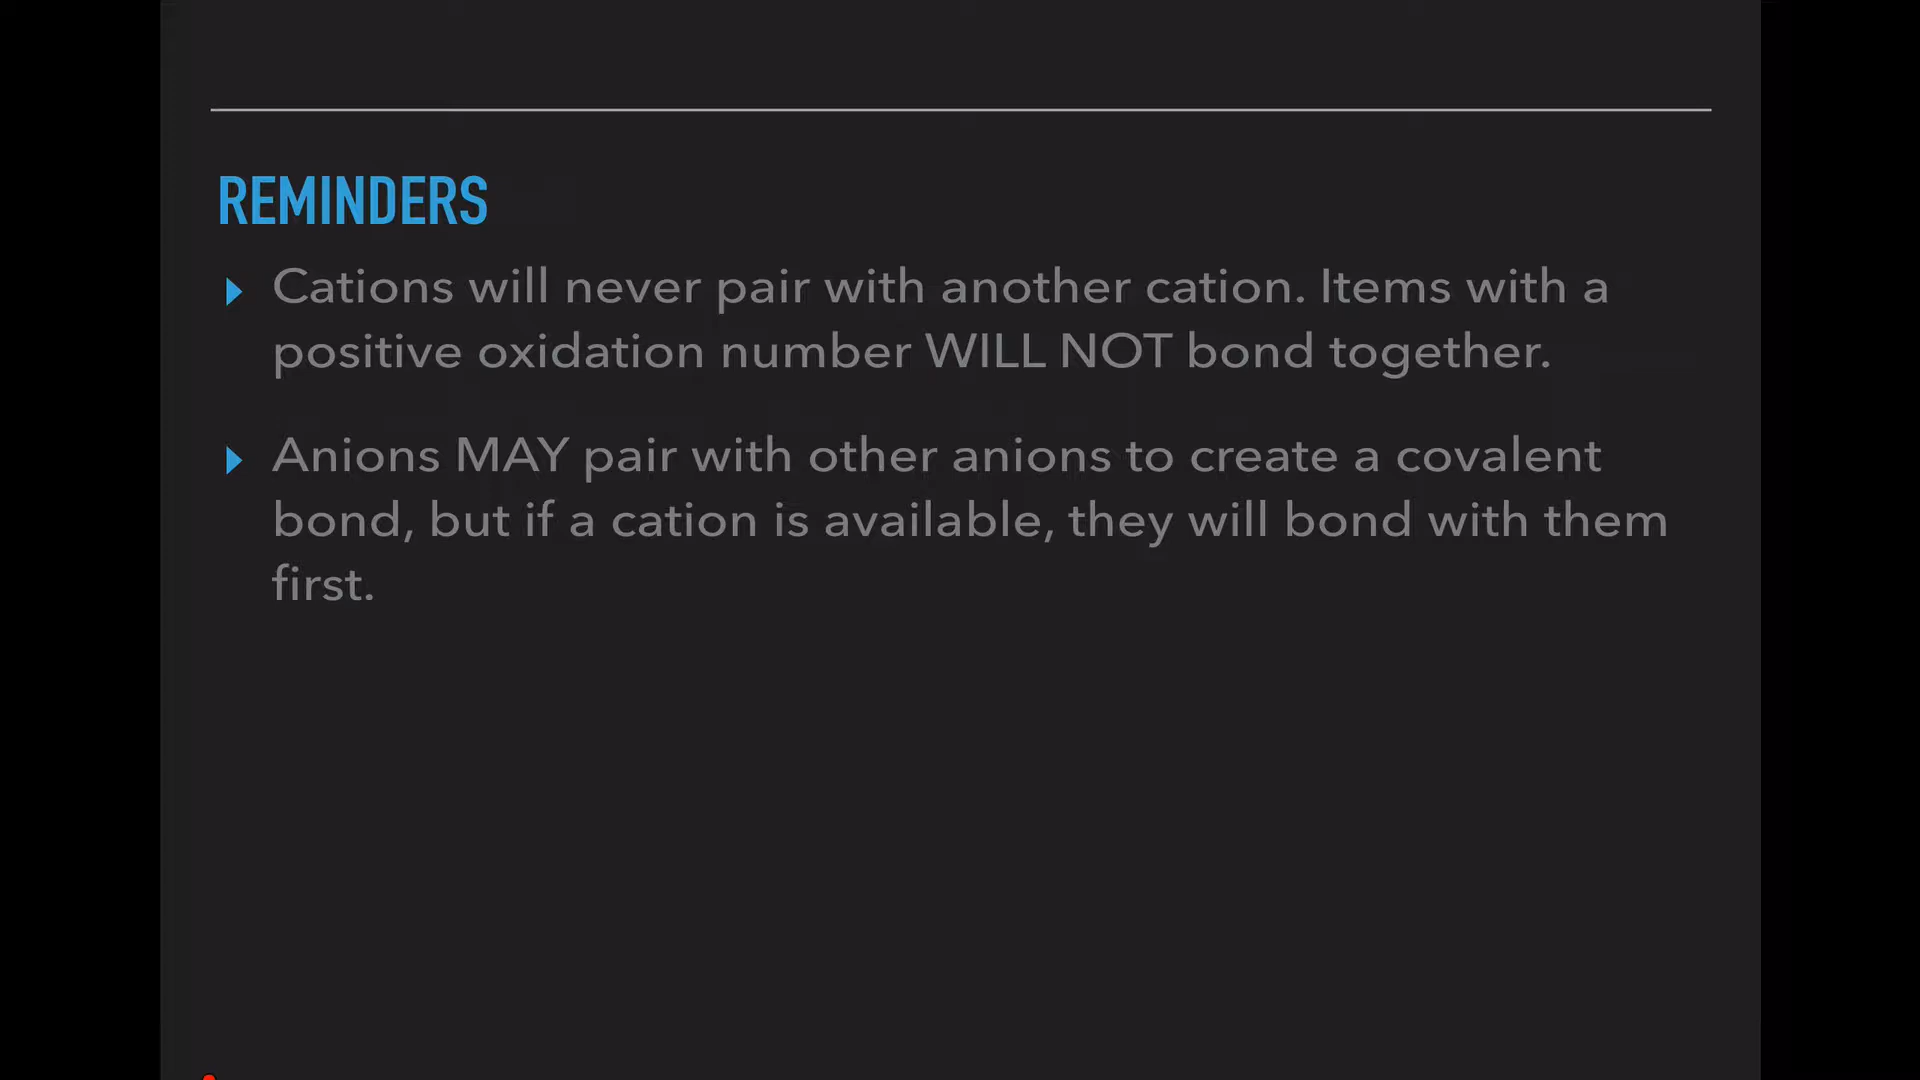 REMINDERS
Cations will never pair with another cation. Items with a
positive oxidation number WILL NOT bond together.
Anions MAY pair with other anions to create a covalent
bond, but if a cation is available, they will bond with them
first.